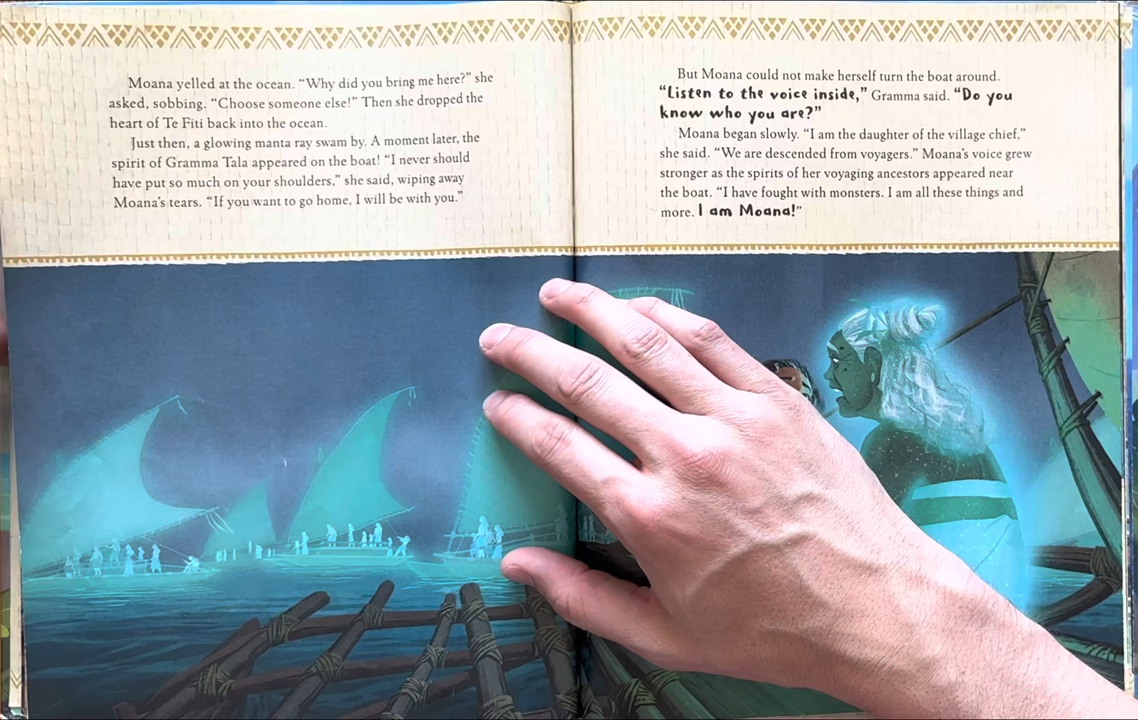 Moana yelled at the ocean. “Why did you bring me here?” she
asked, sobbing. “Choose someone else!” Then she dropped the
heart of Te Fiti back into the ocean.
Just then, a glowing manta ray swam by. A moment later, the
spirit of Gramma Tala appeared on the boat! “I never should
have put so much on your shoulders,” she said, wiping away
Moana’s tears. “If you want to go home, I will be with you.”
But Moana could not make herself turn the boat around.
“Listen to the voice inside,” Gramma said. “Do you
know who you are?”
Moana began slowly. “I am the daughter of the village chief,”
she said. “We are descended from voyagers.” Moana’s voice grew
stronger as the spirits of her voyaging ancestors appeared near
the boat. “I have fought with monsters. I am all these things and
more. I am Moana!”